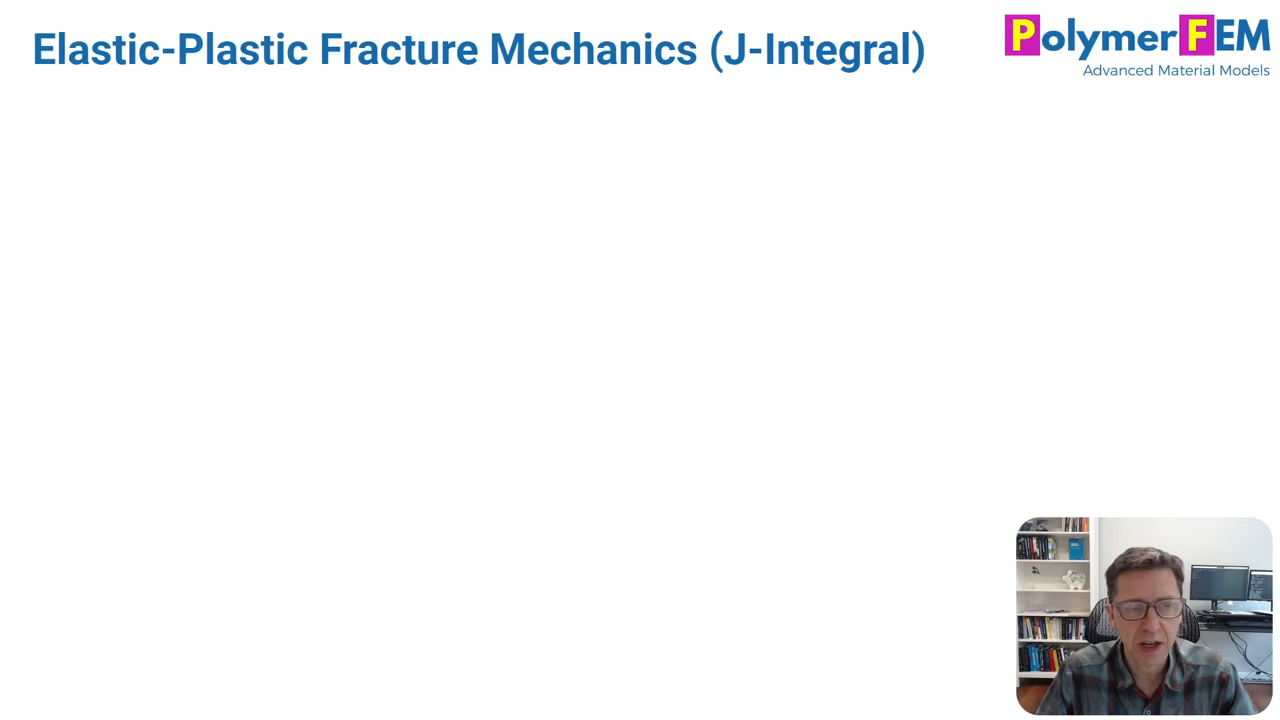 Elastic-Plastic Fracture Mechanics (J-Integral)
PolymerFEM
Advanced Material Models